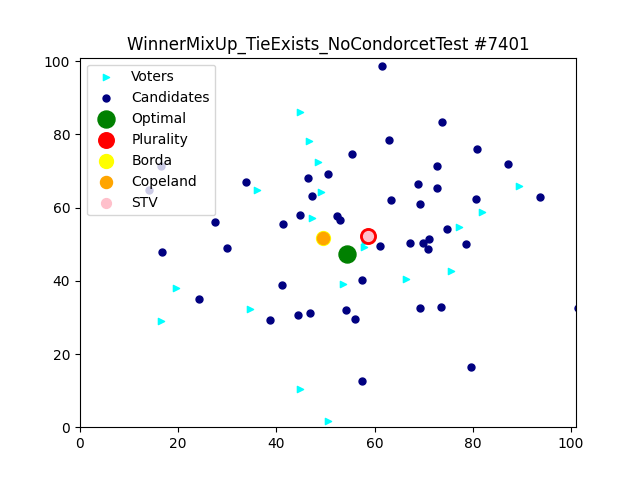 WinnerMixUp_TieExists_NoCondorcetTest #7401
100
80
60
40
20
0
Voters
Candidates
Optimal
Plurality
Borda
Copeland
STV
0 20 40 60 80 100